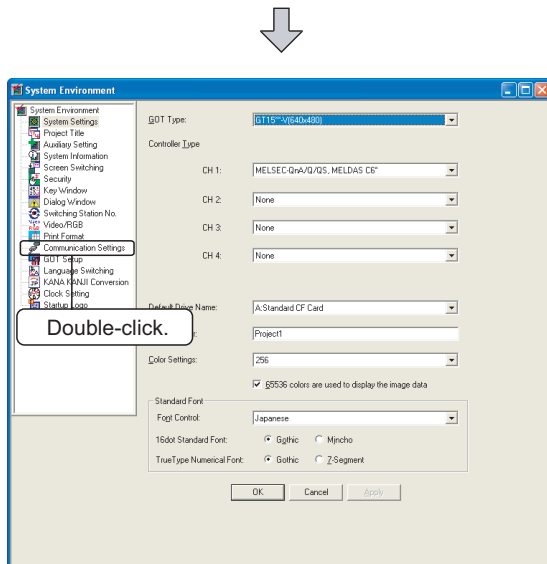 System Environment
System Environment
System Settings
Project Title
Auxiliary Setting
System Information
Screen Switching
Security
Key Window
Dialog Window
Switching Station No.
Video/RGB
Print Format
Communication Settings
GOT Setup
Language Switching
KANA KANJI Conversion
Clock Setting
Startup Logo
Double-click.
GOT Type:
GT15**-V(640x480)
Controller Type
CH 1:
MELSEC-QnA/Q/QS, MELDAS C6*
CH 2:
None
CH 3:
None
CH 4:
None
Default Drive Name:
A:Standard CF Card
Project1
Color Settings:
256
65536 colors are used to display the image data
Standard Font
Font Control:
Japanese
16dot Standard Font:
Gothic
Mincho
TrueType Numerical Font:
Gothic
7-Segment
OK
Cancel
Apply